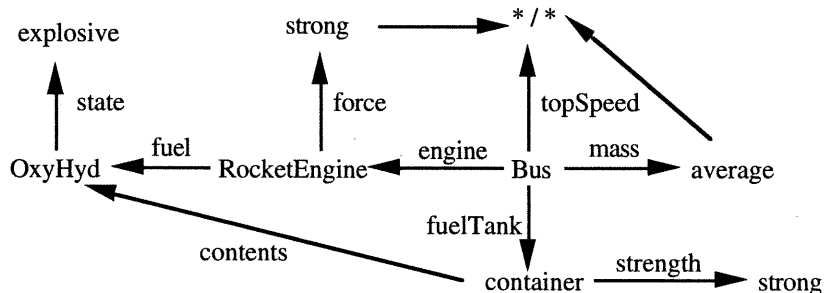 explosive
strong
* / *
state
force
topSpeed
fuel
engine
mass
OxyHyd
RocketEngine
Bus
average
fuelTank
contents
container
strength
strong